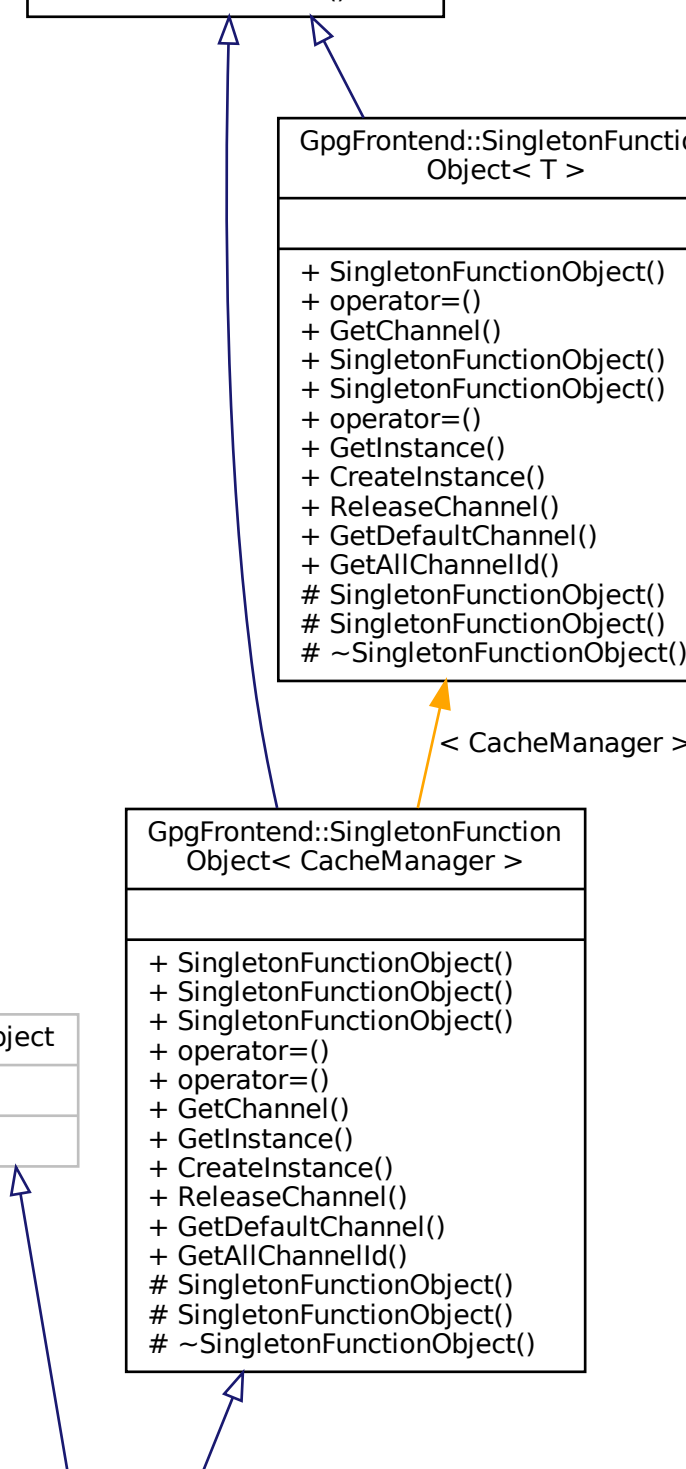 GpgFrontend::SingletonFunctio
Object< T >
+ SingletonFunctionObject()
+ operator=()
+ GetChannel()
+ SingletonFunctionObject()
+ SingletonFunctionObject()
+ operator=()
+ GetInstance()
+ CreateInstance()
+ ReleaseChannel()
+ GetDefaultChannel()
+ GetAllChannelId()
# SingletonFunctionObject()
# SingletonFunctionObject()
# ~SingletonFunctionObject()
< CacheManager >
GpgFrontend::SingletonFunction
Object< CacheManager >
+ SingletonFunctionObject()
+ SingletonFunctionObject()
+ SingletonFunctionObject()
+ operator=()
+ operator=()
+ GetChannel()
+ GetInstance()
+ CreateInstance()
+ ReleaseChannel()
+ GetDefaultChannel()
+ GetAllChannelId()
# SingletonFunctionObject()
# SingletonFunctionObject()
# ~SingletonFunctionObject()
bject